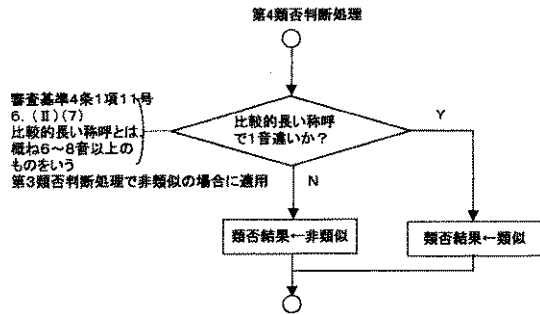 第4類否判断処理
審査基準4条1項11号
6. (Ⅱ)(7)
比較的長い称呼とは、
概ね6～8音以上の
ものをいう
第3類否判断処理で非類似の場合に適用
比較的長い称呼
で1音違いか?
Y
N
類否結果←非類似
類否結果←類似